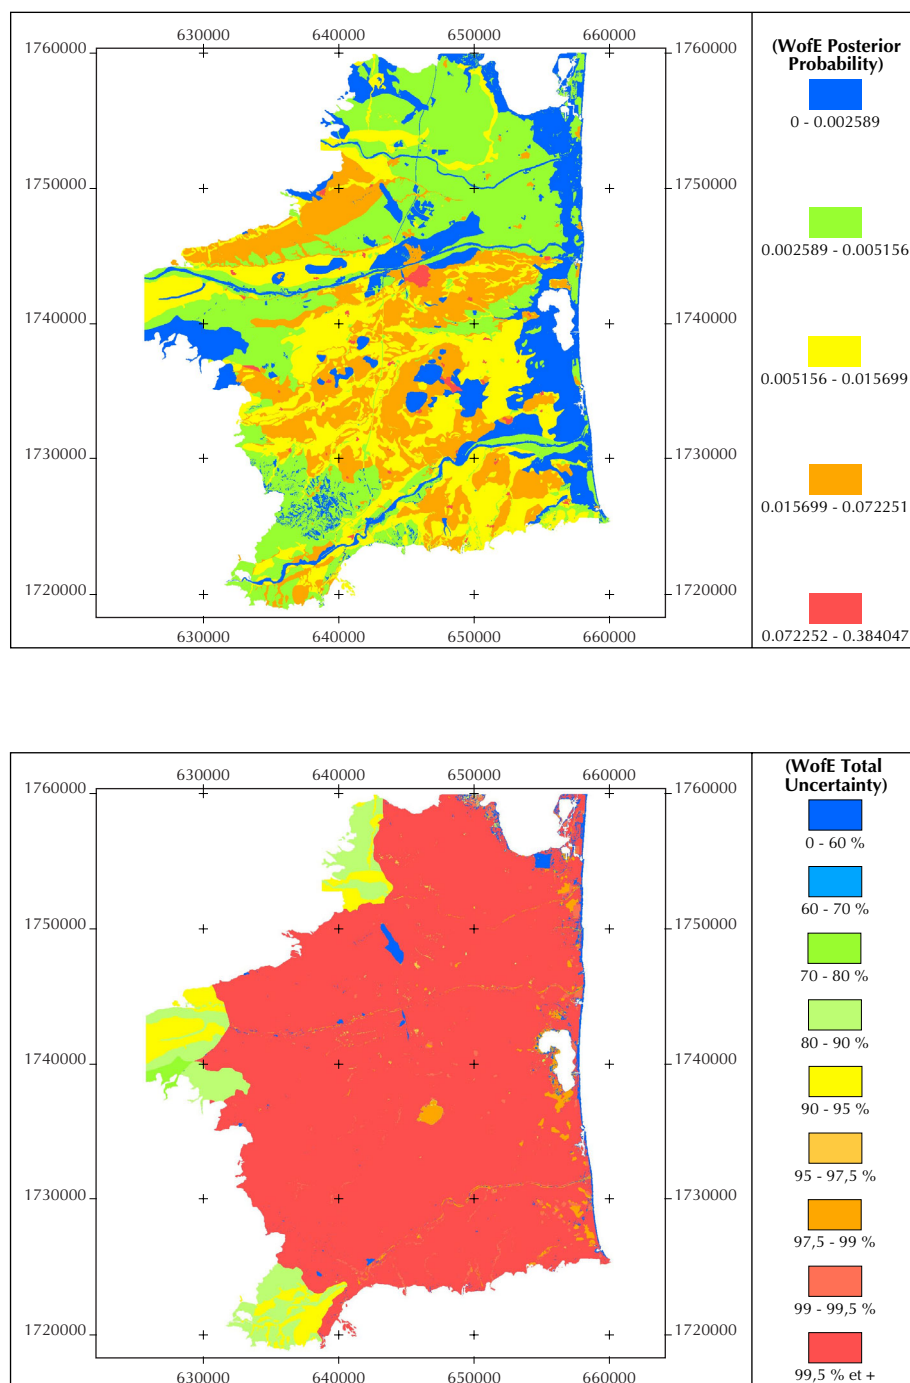 630000 640000 650000 660000
1760000 1760000
1750000 1750000
1740000 1740000
1730000 1730000
1720000 1720000
630000 640000 650000 660000
(WofE Posterior
Probability)
0 - 0.002589
0.002589 - 0.005156
0.005156 - 0.015699
0.015699 - 0.072251
0.072252 - 0.384047
630000 640000 650000 660000
1760000 1760000
1750000 1750000
1740000 1740000
1730000 1730000
1720000 1720000
630000 640000 650000 660000
(WofE Total
Uncertainty)
0 - 60 %
60 - 70 %
70 - 80 %
80 - 90 %
90 - 95 %
95 - 97,5 %
97,5 - 99 %
99 - 99,5 %
99,5 % et +